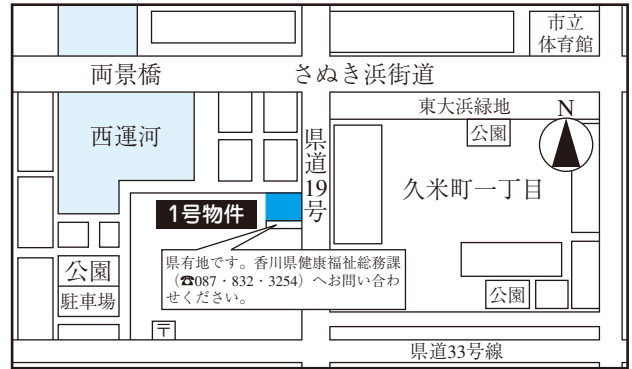 市立
体育館
両景橋
さぬき浜街道
東大浜緑地
N
西運河
公園
県道19号
久米町一丁目
1号物件
県有地です。香川県健康福祉総務課
（☎087・832・3254）へお問い合わ
せください。
公園
駐車場
公園
〒
県道33号線